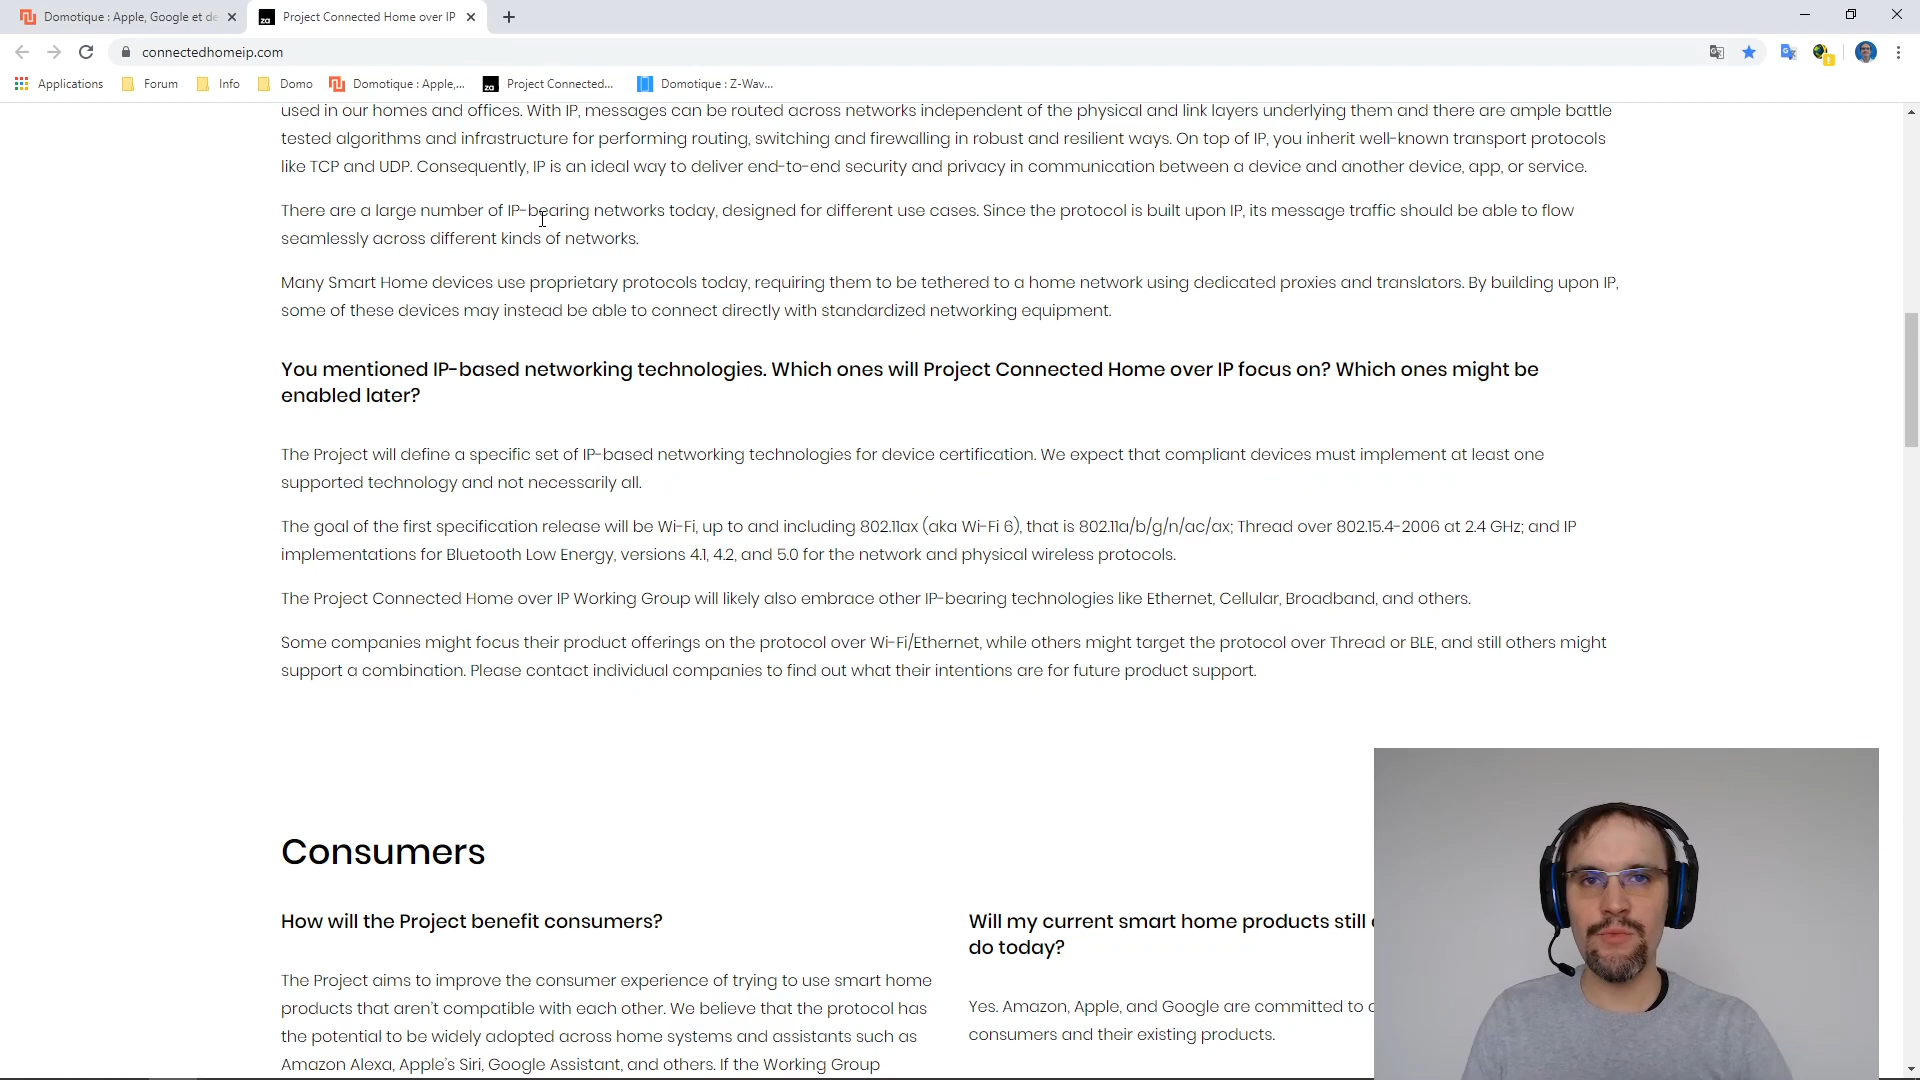 Domotique : Apple, Google et de
Project Connected Home over IP
connectedhomeip.com
Applications
Forum
Info
Domo
Domotique : Apple,...
Project Connected...
Domotique : Z-Wav...
used in our homes and offices. With IP, messages can be routed across networks independent of the physical and link layers underlying them and there are ample battle
tested algorithms and infrastructure for performing routing, switching and firewalling in robust and resilient ways. On top of IP, you inherit well-known transport protocols
like TCP and UDP. Consequently, IP is an ideal way to deliver end-to-end security and privacy in communication between a device and another device, app, or service.
There are a large number of IP-bearing networks today, designed for different use cases. Since the protocol is built upon IP, its message traffic should be able to flow
seamlessly across different kinds of networks.
Many Smart Home devices use proprietary protocols today, requiring them to be tethered to a home network using dedicated proxies and translators. By building upon IP,
some of these devices may instead be able to connect directly with standardized networking equipment.
You mentioned IP-based networking technologies. Which ones will Project Connected Home over IP focus on? Which ones might be
enabled later?
The Project will define a specific set of IP-based networking technologies for device certification. We expect that compliant devices must implement at least one
supported technology and not necessarily all.
The goal of the first specification release will be Wi-Fi, up to and including 802.11ax (aka Wi-Fi 6), that is 802.11a/b/g/n/ac/ax; Thread over 802.15.4-2006 at 2.4 GHz; and IP
implementations for Bluetooth Low Energy, versions 4.1, 4.2, and 5.0 for the network and physical wireless protocols.
The Project Connected Home over IP Working Group will likely also embrace other IP-bearing technologies like Ethernet, Cellular, Broadband, and others.
Some companies might focus their product offerings on the protocol over Wi-Fi/Ethernet, while others might target the protocol over Thread or BLE, and still others might
support a combination. Please contact individual companies to find out what their intentions are for future product support.
Consumers
How will the Project benefit consumers?
The Project aims to improve the consumer experience of trying to use smart home
products that aren't compatible with each other. We believe that the protocol has
the potential to be widely adopted across home systems and assistants such as
Amazon Alexa, Apple's Siri, Google Assistant, and others. If the Working Group
Will my current smart home products still
do today?
Yes. Amazon, Apple, and Google are committed to
consumers and their existing products.